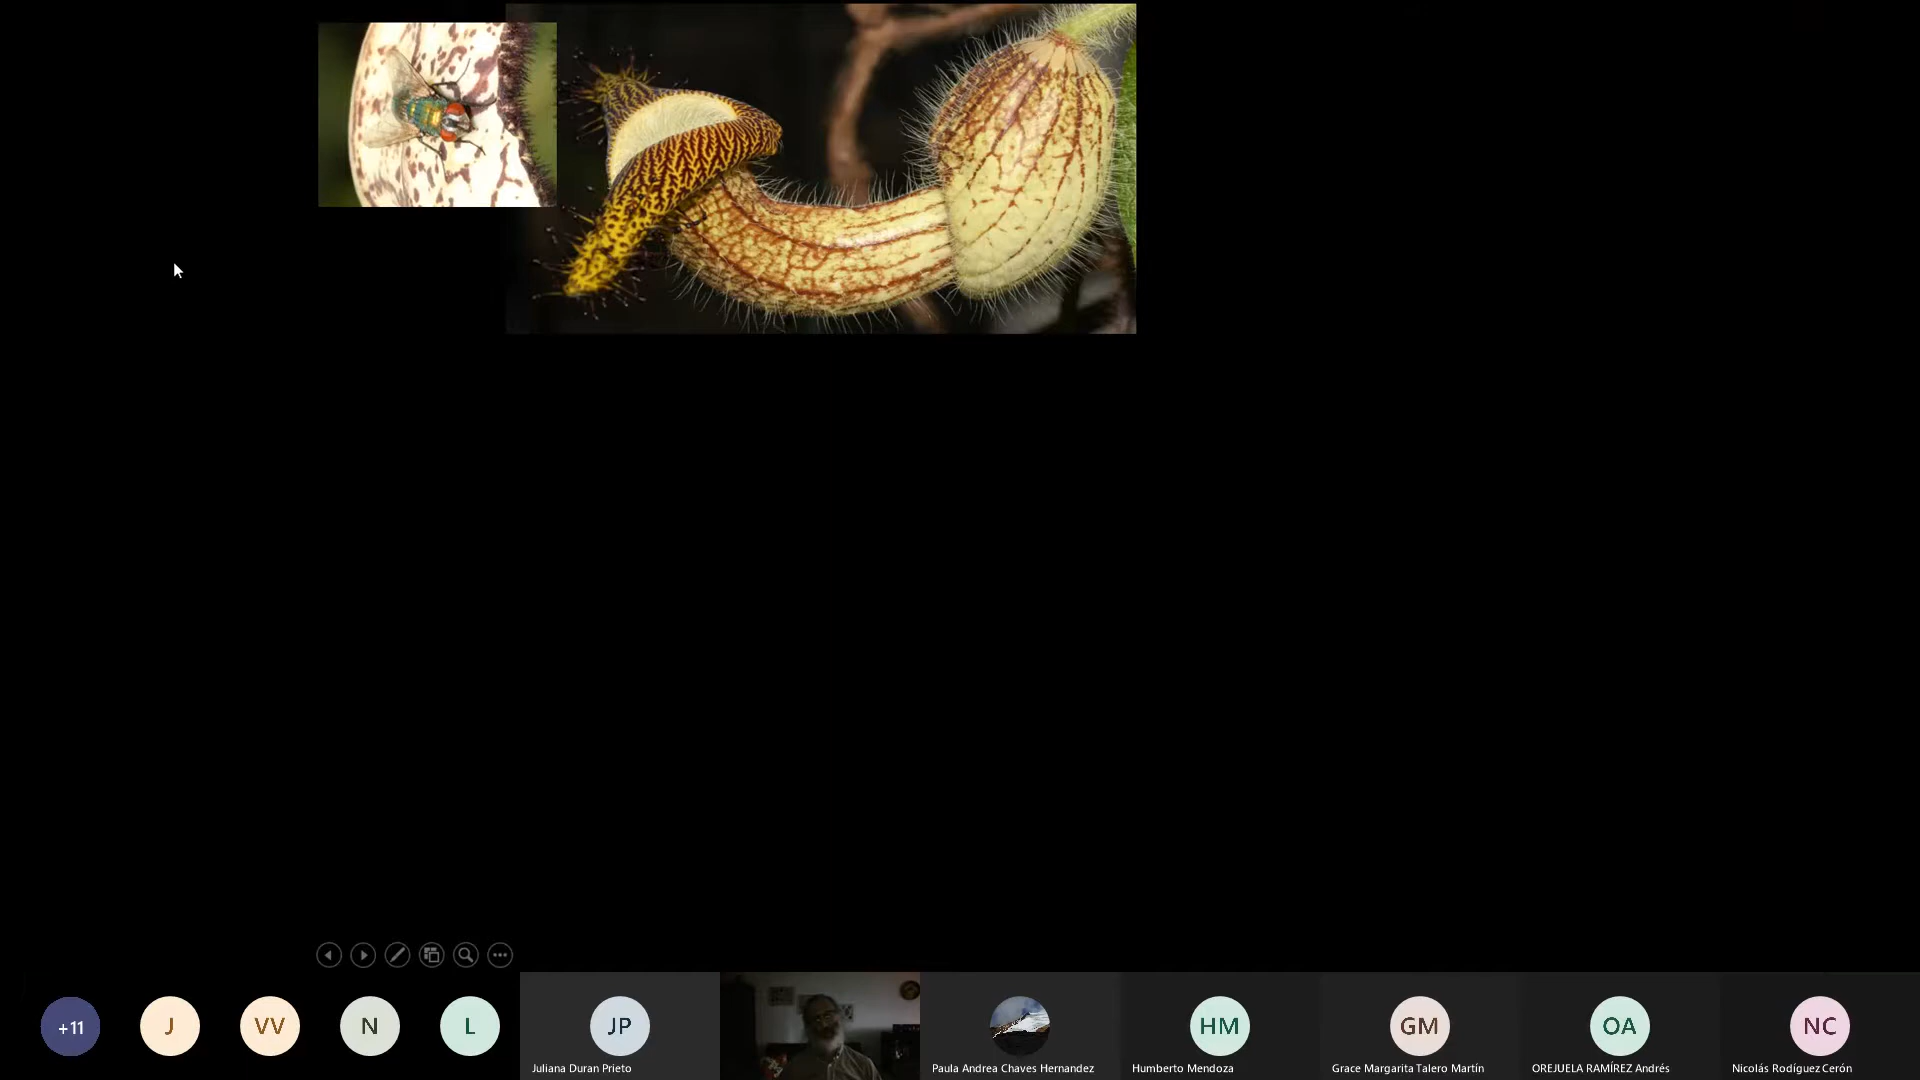 +11
J
VV
N
L
JP
HM
GM
OA
NC
Juliana Duran Prieto
Paula Andrea Chaves Hernandez
Humberto Mendoza
Grace Margarita Talero Martín
OREJUELA RAMÍREZ Andrés
Nicolás Rodíguez Cerón